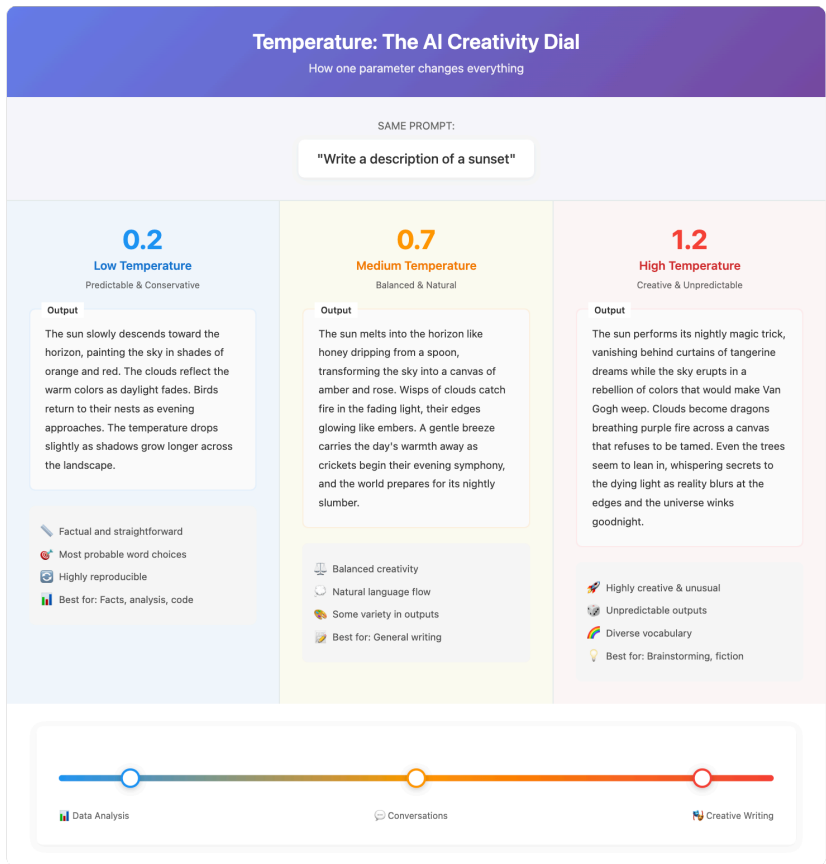 Temperature: The AI Creativity Dial
How one parameter changes everything
SAME PROMPT:
"Write a description of a sunset"
0.2
Low Temperature
Predictable & Conservative
Output
The sun slowly descends toward the
horizon, painting the sky in shades of
orange and red. The clouds reflect the
warm colors as daylight fades. Birds
return to their nests as evening
approaches. The temperature drops
slightly as shadows grow longer across
the landscape.
Factual and straightforward
Most probable word choices
Highly reproducible
Best for: Facts, analysis, code
0.7
Medium Temperature
Balanced & Natural
Output
The sun melts into the horizon like
honey dripping from a spoon,
transforming the sky into a canvas of
amber and rose. Wisps of clouds catch
fire in the fading light, their edges
glowing like embers. A gentle breeze
carries the day's warmth away as
crickets begin their evening symphony,
and the world prepares for its nightly
slumber.
Balanced creativity
Natural language flow
Some variety in outputs
Best for: General writing
1.2
High Temperature
Creative & Unpredictable
Output
The sun performs its nightly magic trick,
vanishing behind curtains of tangerine
dreams while the sky erupts in a
rebellion of colors that would make Van
Gogh weep. Clouds become dragons
breathing purple fire across a canvas
that refuses to be tamed. Even the trees
seem to lean in, whispering secrets to
the dying light as reality blurs at the
edges and the universe winks
goodnight.
Highly creative & unusual
Unpredictable outputs
Diverse vocabulary
Best for: Brainstorming, fiction
Data Analysis
Conversations
Creative Writing